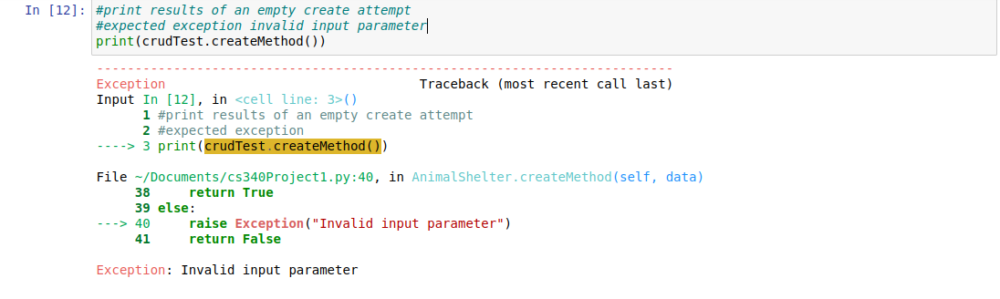 In [12]: #print results of an empty create attempt
#expected exception invalid input parameter
print(crudTest.createMethod())
---------------------------------------------------------------------------
Exception                                 Traceback (most recent call last)
Input In [12], in <cell line: 3>()
      1 #print results of an empty create attempt
      2 #expected exception
----> 3 print(crudTest.createMethod())
File ~/Documents/cs340Project1.py:40, in AnimalShelter.createMethod(self, data)
     38     return True
     39 else:
---> 40     raise Exception("Invalid input parameter")
     41     return False
Exception: Invalid input parameter